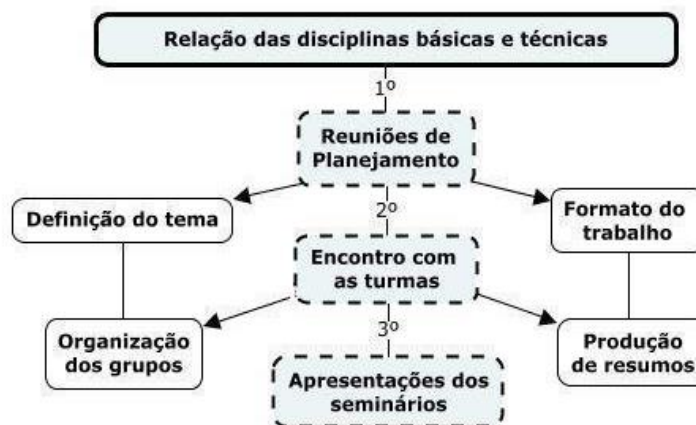 Relação das disciplinas básicas e técnicas
1º
Reuniões de
Planejamento
Definição do tema
2º
Formato do
trabalho
Encontro com
as turmas
Organização
dos grupos
3º
Produção
de resumos
Apresentações dos
seminários